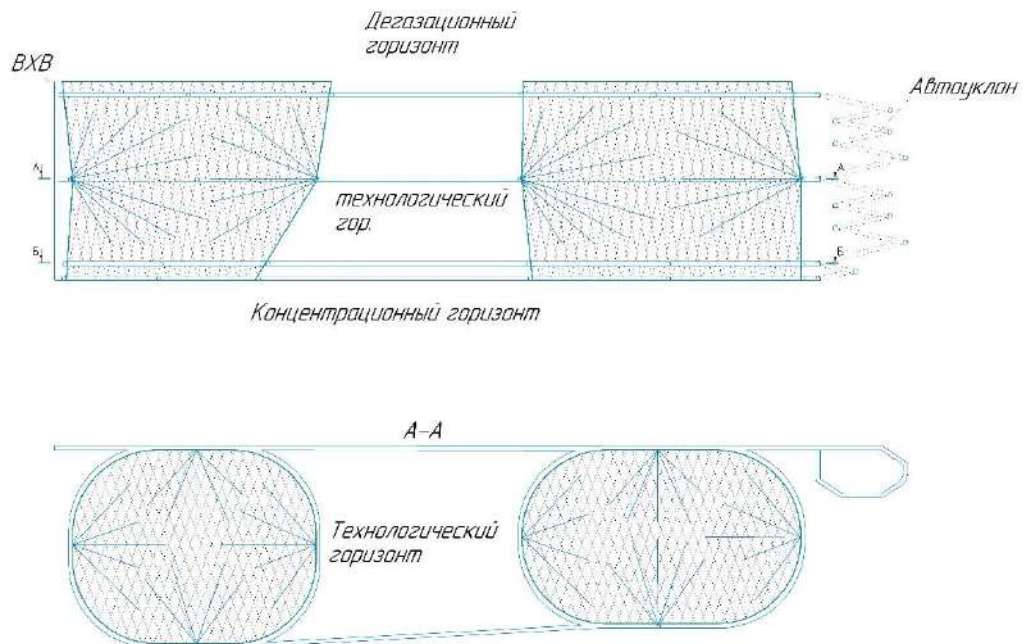 Дегазационный
горизонт
ВХВ
Автоуклон
А
А
технологический
гор.
Б
Б
Концентрационный горизонт
А-А
Технологический
горизонт